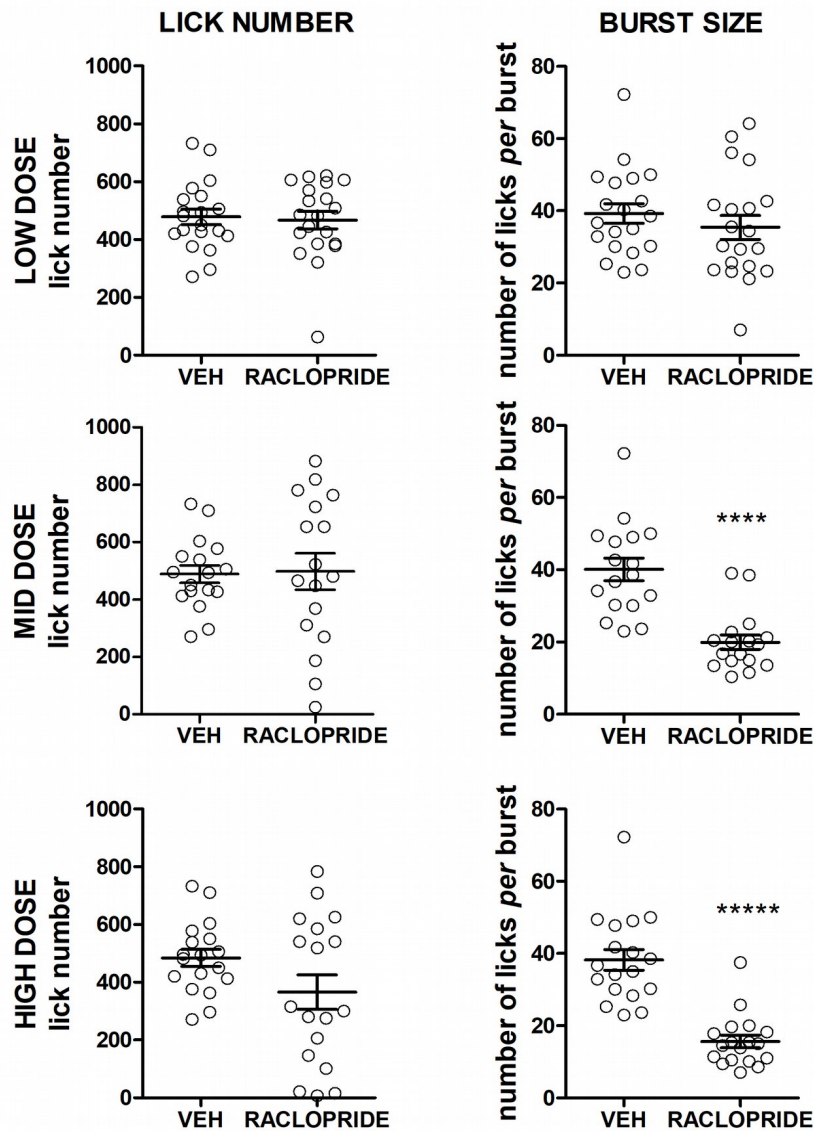 LICK NUMBER
BURST SIZE
LOW DOSE
lick number
1000
800
600
400
200
0
VEH RACLOPRIDE
number of licks per burst
80
60
40
20
0
VEH RACLOPRIDE
MID DOSE
lick number
1000
800
600
400
200
0
VEH RACLOPRIDE
number of licks per burst
80
60
40
20
0
****
VEH RACLOPRIDE
HIGH DOSE
lick number
1000
800
600
400
200
0
VEH RACLOPRIDE
number of licks per burst
80
60
40
20
0
*****
VEH RACLOPRIDE